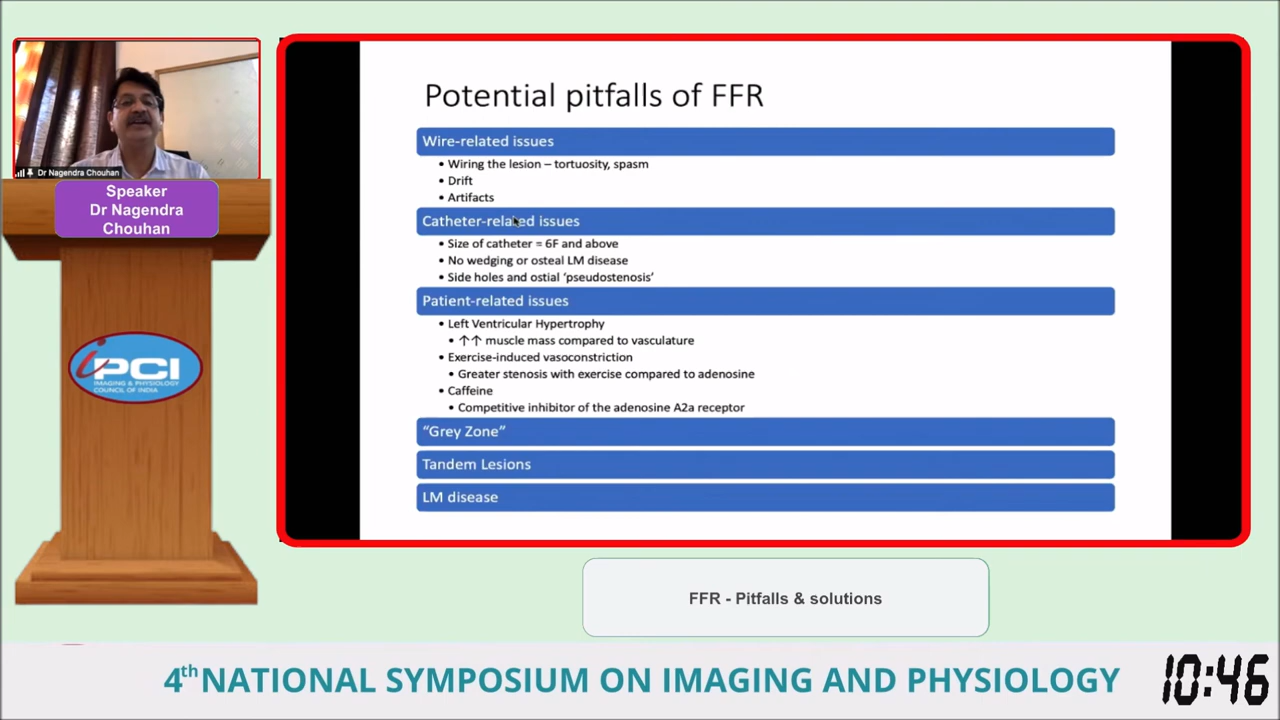 Dr Nagendra Chouhan
Speaker
Dr Nagendra
Chouhan
iPCI
IMAGING & PHYSIOLOGY
COUNCIL OF INDIA
Potential pitfalls of FFR
Wire-related issues
• Wiring the lesion – tortuosity, spasm
• Drift
• Artifacts
Catheter-related issues
• Size of catheter = 6F and above
• No wedging or osteal LM disease
• Side holes and ostial ‘pseudostenosis’
Patient-related issues
• Left Ventricular Hypertrophy
• ↑↑ muscle mass compared to vasculature
• Exercise-induced vasoconstriction
• Greater stenosis with exercise compared to adenosine
• Caffeine
• Competitive inhibitor of the adenosine A2a receptor
“Grey Zone”
Tandem Lesions
LM disease
FFR - Pitfalls & solutions
4th NATIONAL SYMPOSIUM ON IMAGING AND PHYSIOLOGY
10:46